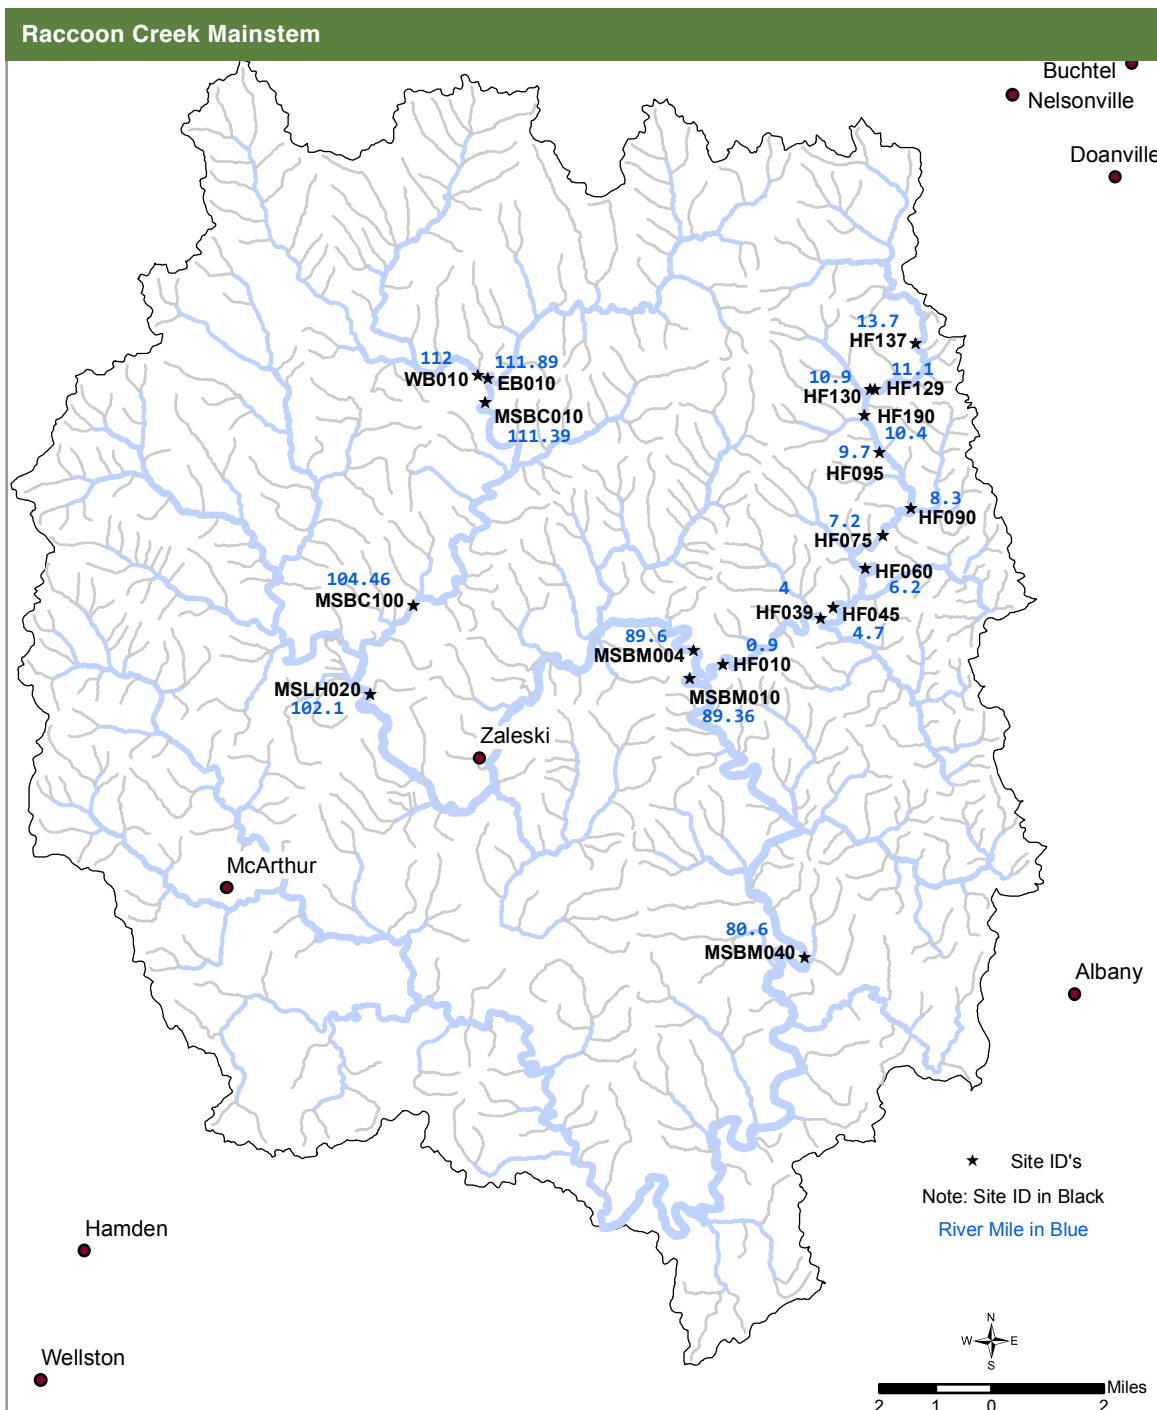 Raccoon Creek Mainstem
Buchtel
Nelsonville
Doanville
13.7
HF137
112
111.89
WB010
EB010
11.1
10.9
HF129
HF130
MSBC010
HF190
111.39
10.4
9.7
HF095
8.3
HF090
7.2
HF075
HF060
104.46
MSBC100
4
6.2
HF039
HF045
4.7
89.6
0.9
MSBM004
HF010
MSLH020
102.1
MSBM010
89.36
Zaleski
McArthur
80.6
MSBM040
Albany
Site ID's
Note: Site ID in Black
River Mile in Blue
Hamden
N
W E
S
Wellston
Miles
2 1 0 2